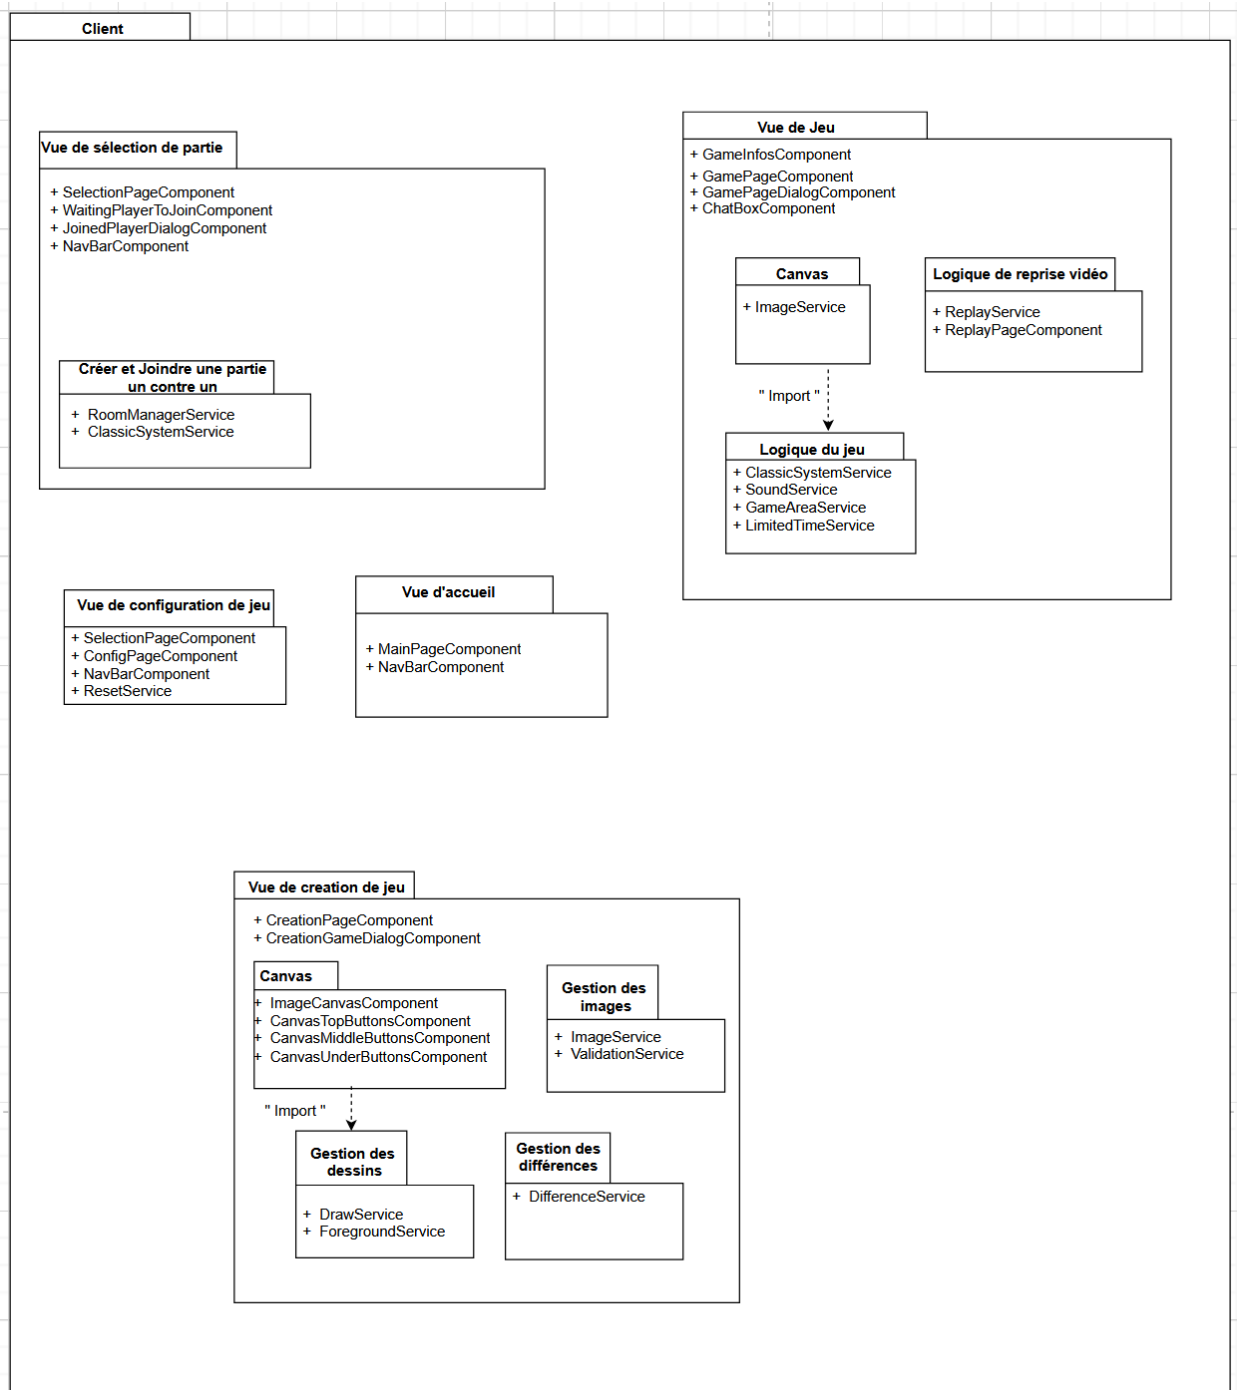 Client
Vue de sélection de partie
+ SelectionPageComponent
+ WaitingPlayerToJoinComponent
+ JoinedPlayerDialogComponent
+ NavBarComponent
Créer et Joindre une partie
un contre un
+ RoomManagerService
+ ClassicSystemService
Vue de Jeu
+ GameInfosComponent
+ GamePageComponent
+ GamePageDialogComponent
+ ChatBoxComponent
Canvas
+ ImageService
Logique de reprise vidéo
+ ReplayService
+ ReplayPageComponent
" Import "
Logique du jeu
+ ClassicSystemService
+ SoundService
+ GameAreaService
+ LimitedTimeService
Vue de configuration de jeu
+ SelectionPageComponent
+ ConfigPageComponent
+ NavBarComponent
+ ResetService
Vue d'accueil
+ MainPageComponent
+ NavBarComponent
Vue de creation de jeu
+ CreationPageComponent
+ CreationGameDialogComponent
Canvas
+ ImageCanvasComponent
+ CanvasTopButtonsComponent
+ CanvasMiddleButtonsComponent
+ CanvasUnderButtonsComponent
Gestion des
images
+ ImageService
+ ValidationService
" Import "
Gestion des
dessins
+ DrawService
+ ForegroundService
Gestion des
différences
+ DifferenceService